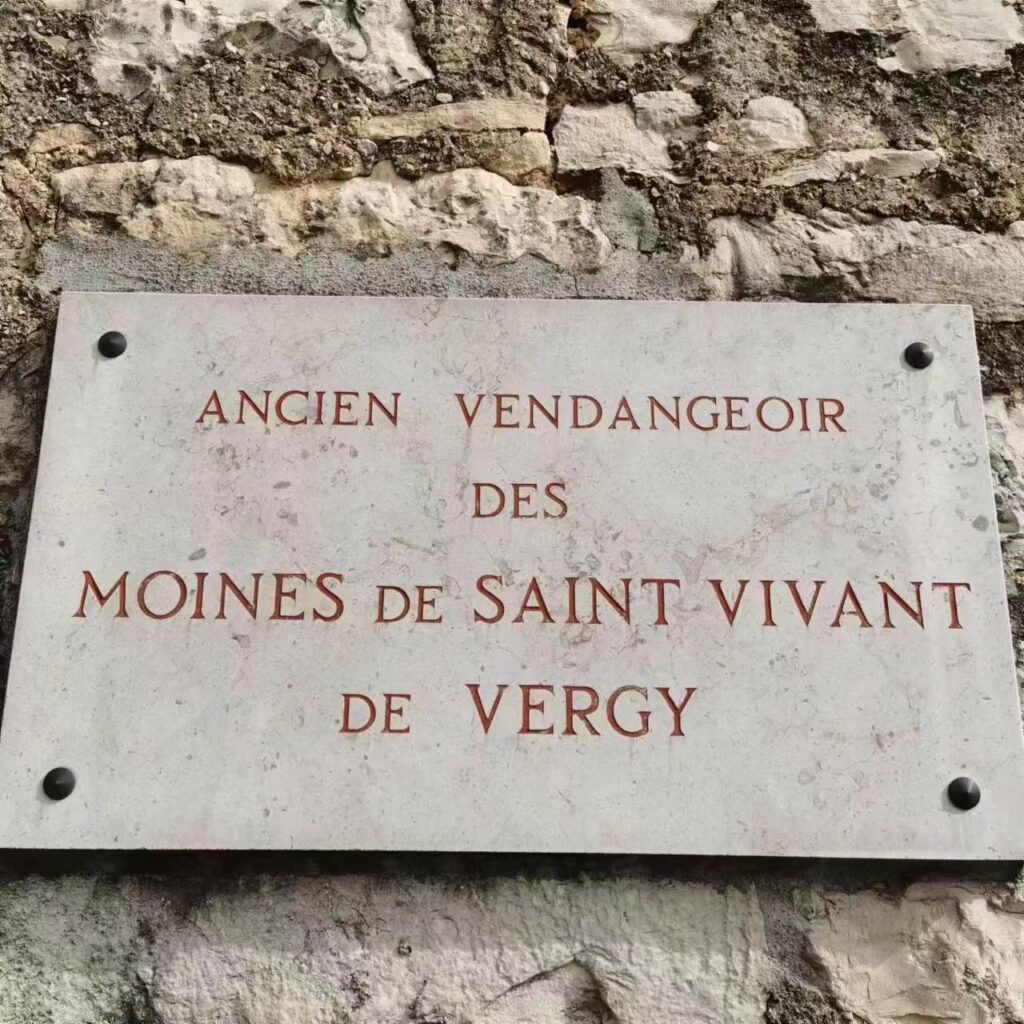 ANCIEN VENDANGEOIR
DES
MOINES DE SAINT VIVANT
DE VERGY